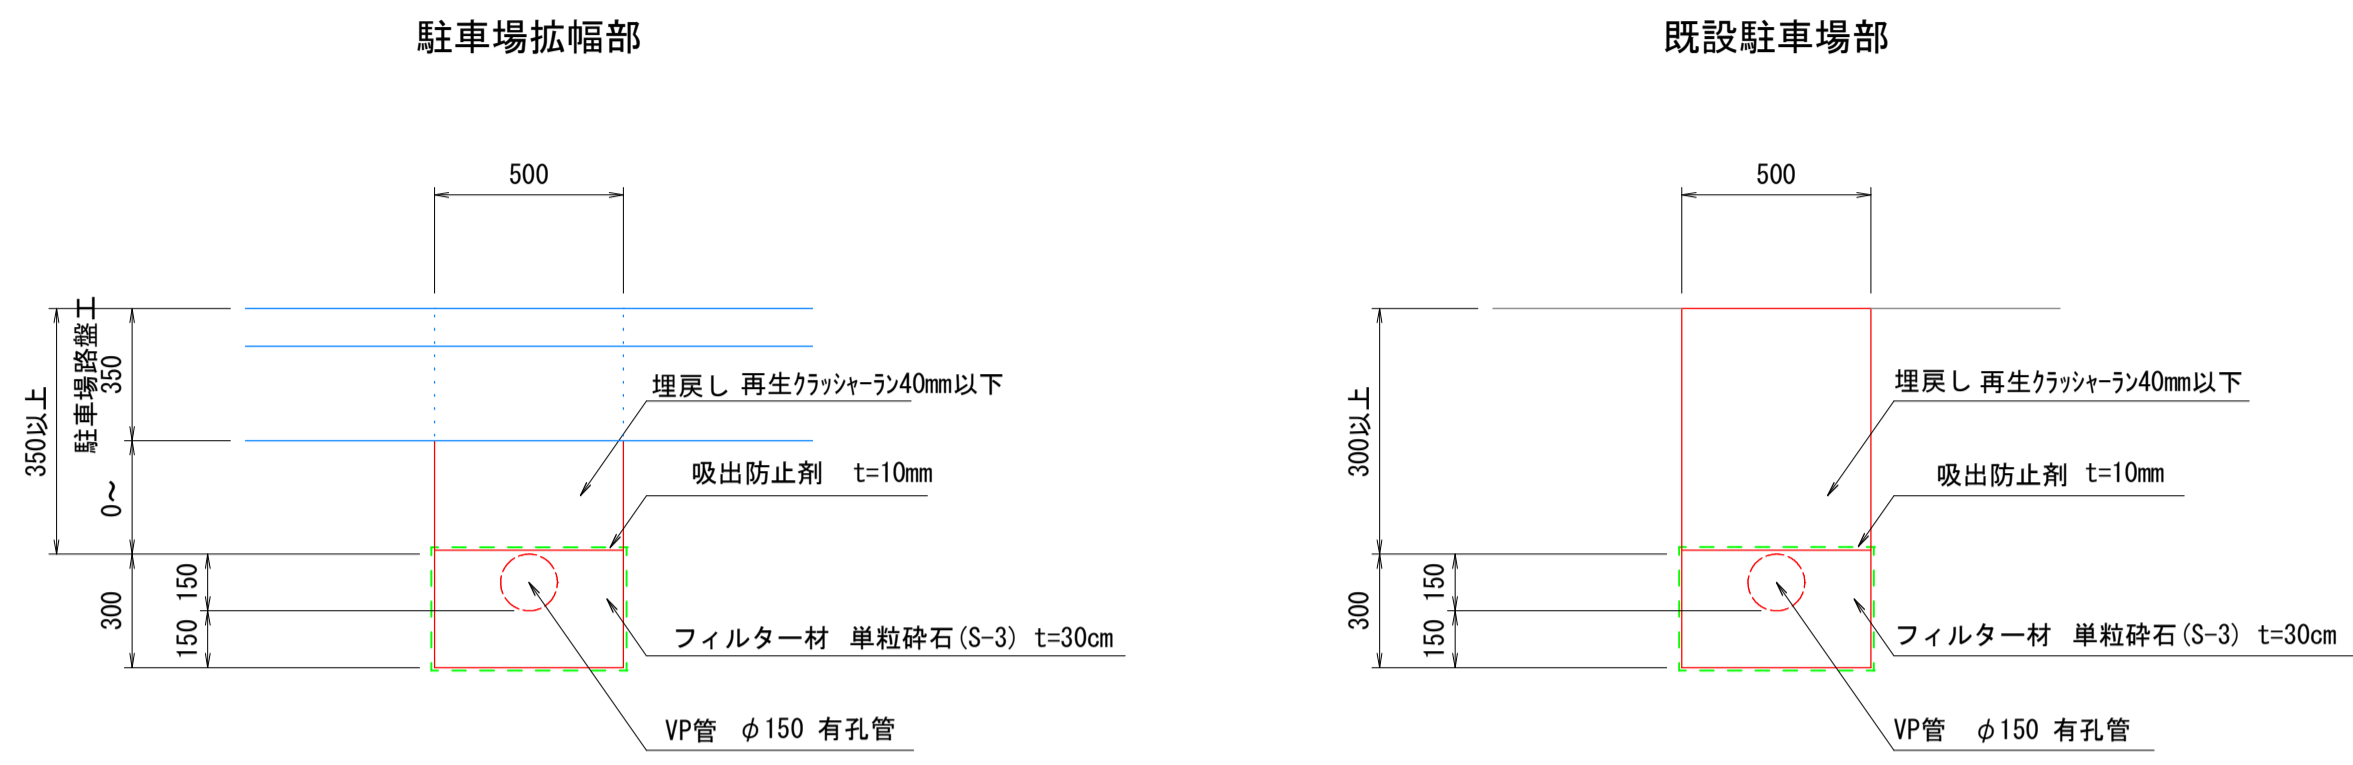 駐車場拡幅部
500
350以上
駐車場路盤工
350
0～
300
150
150
埋戻し 再生ｸﾗｯｼｬｰﾗﾝ40mm以下
吸出防止剤 t=10mm
フィルター材 単粒砕石(S-3) t=30cm
VP管 φ150 有孔管
既設駐車場部
500
300以上
300
150
150
埋戻し 再生ｸﾗｯｼｬｰﾗﾝ40mm以下
吸出防止剤 t=10mm
フィルター材 単粒砕石(S-3) t=30cm
VP管 φ150 有孔管